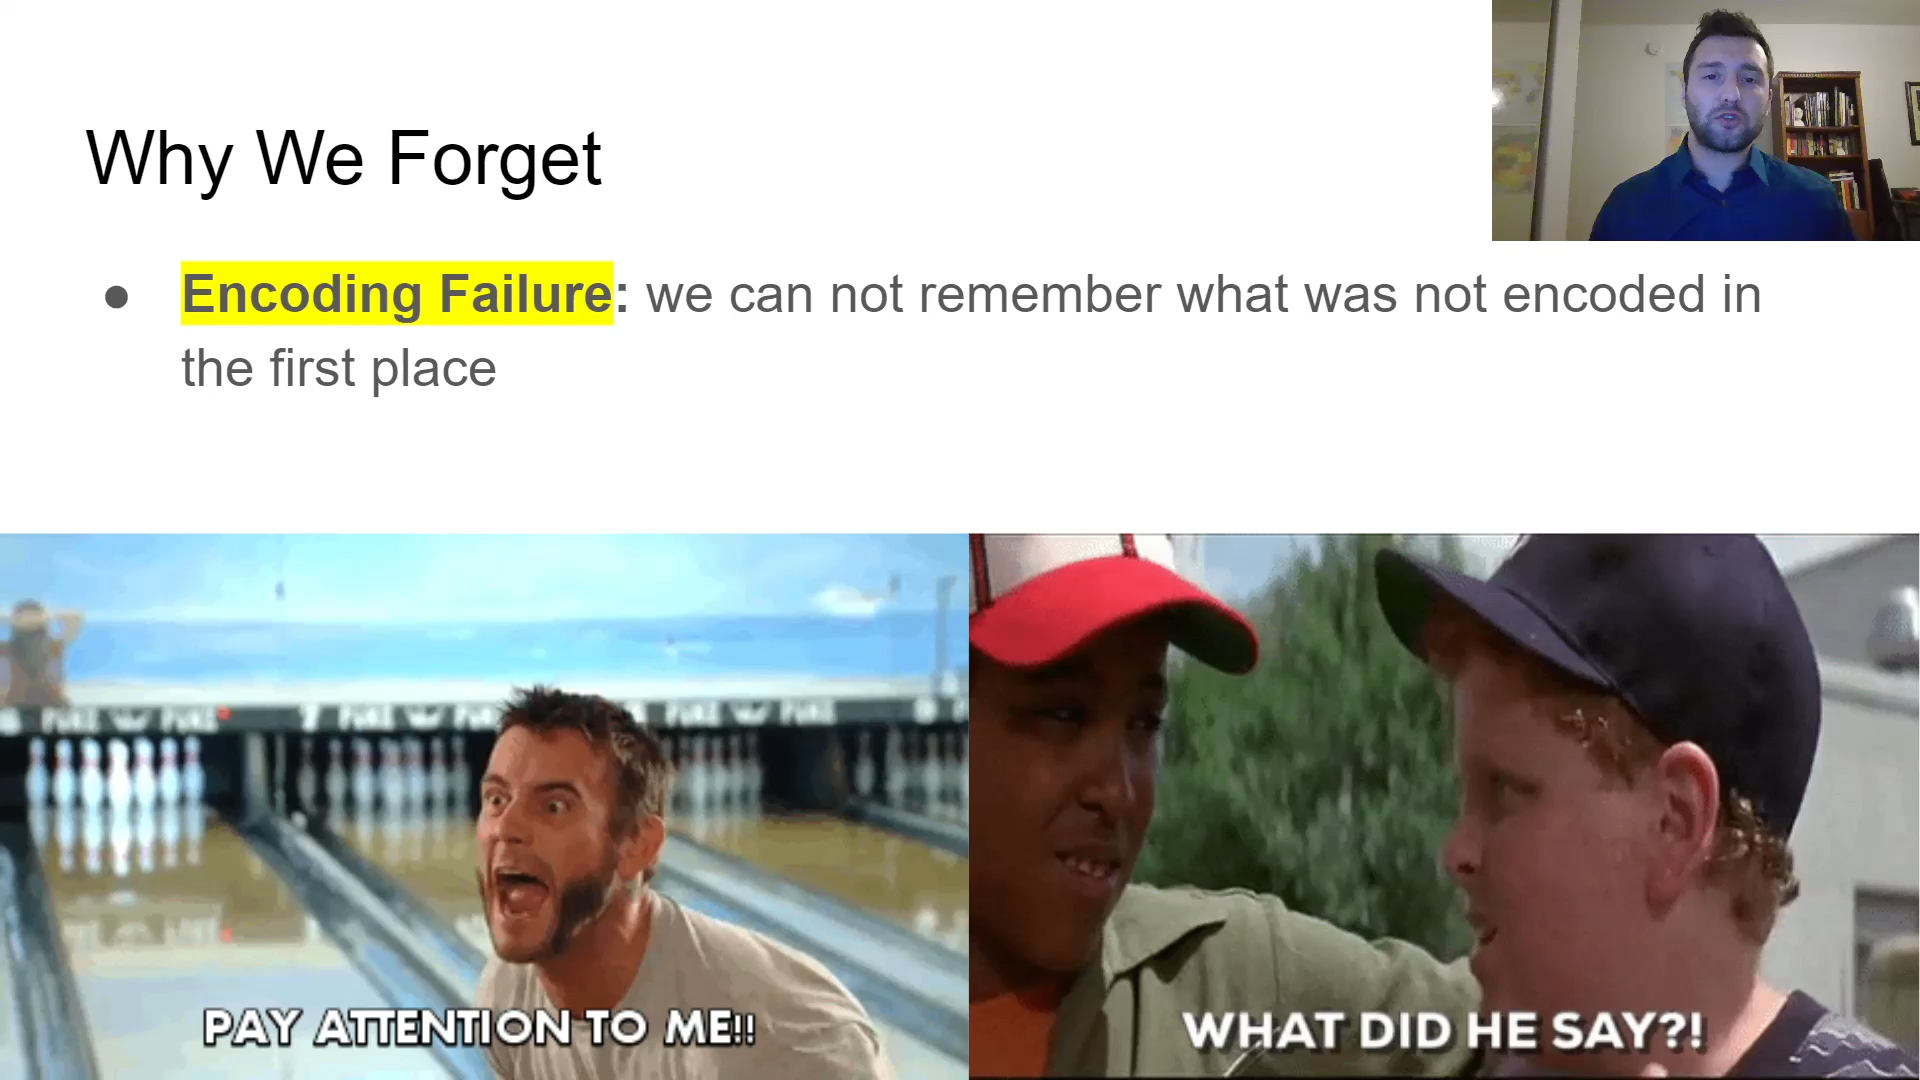 Why We Forget
● Encoding Failure: we can not remember what was not encoded in
the first place
PAY ATTENTION TO ME!!
WHAT DID HE SAY?!